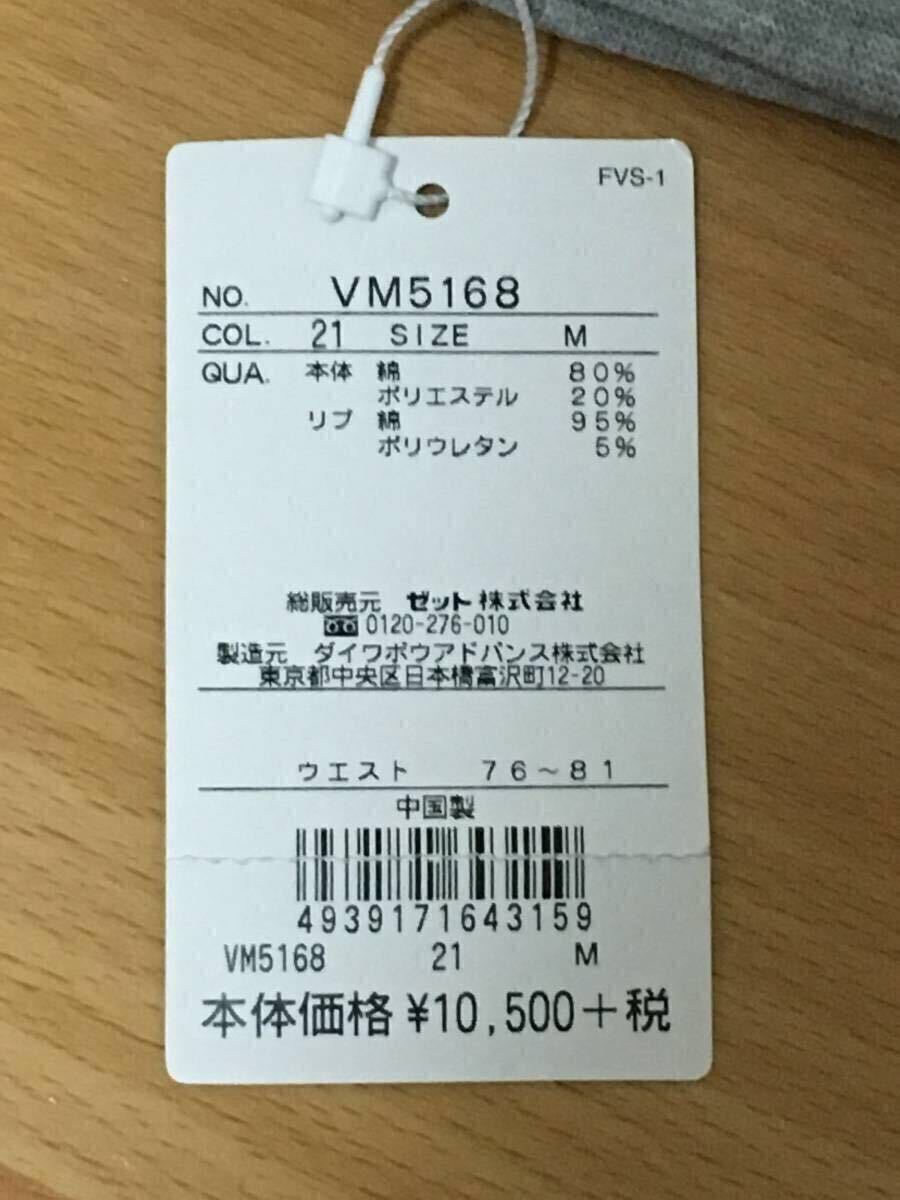 FVS-1
NO. VM5168
COL. 21 SIZE M
QUA. 本体 綿 80%
ポリエステル 20%
リブ 綿 95%
ポリウレタン 5%
総販売元 ゼット株式会社
0120-276-010
製造元 ダイワボウアドバンス株式会社
東京都中央区日本橋富沢町12-20
ウエスト 76～81
中国製
4939171643159
VM5168 21 M
本体価格 ¥10,500+税